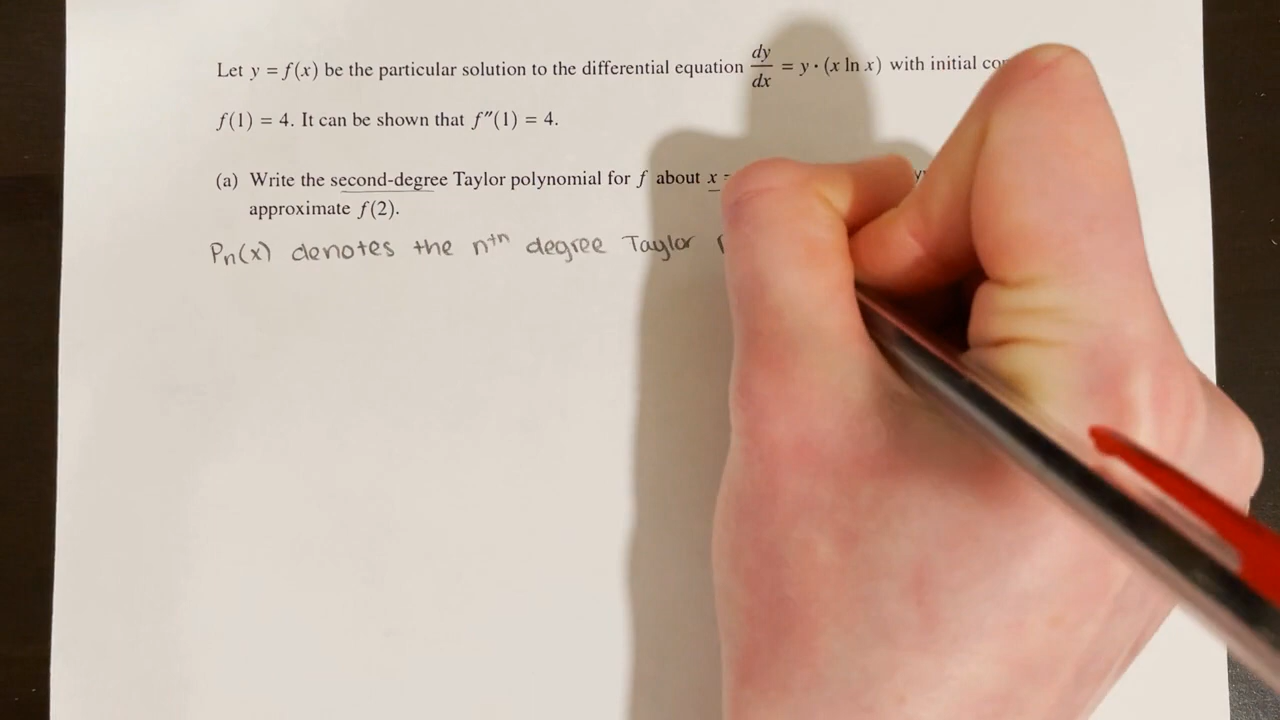 Let y = f(x) be the particular solution to the differential equation dy/dx = y · (x ln x) with initial
f(1) = 4. It can be shown that f″(1) = 4.
(a) Write the second-degree Taylor polynomial for f about x
approximate f(2).
Pn(x) denotes the nth degree Taylor